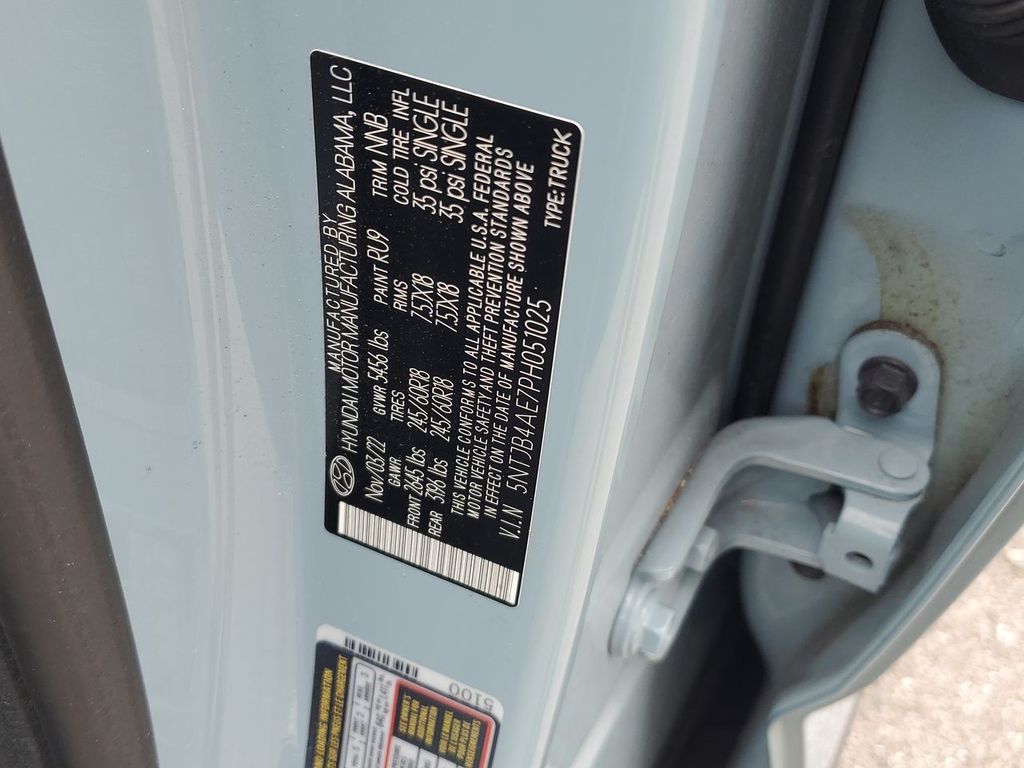 MANUFACTURED BY
HYUNDAI MOTOR MANUFACTURING ALABAMA, LLC
Nov/03/22 GVWR 5456 lbs PAINT RU9 TRIM NNB
GAWR TIRES RIMS COLD TIRE INFL
FRONT 2645 lbs 245/60R18 7.5JX18 35 psi SINGLE
REAR 3196 lbs 245/60R18 7.5JX18 35 psi SINGLE
THIS VEHICLE CONFORMS TO ALL APPLICABLE U.S.A. FEDERAL
MOTOR VEHICLE SAFETY AND THEFT PREVENTION STANDARDS
IN EFFECT ON THE DATE OF MANUFACTURE SHOWN ABOVE
V.I.N 5NTJB4AE7PH051025 TYPE:TRUCK
5100